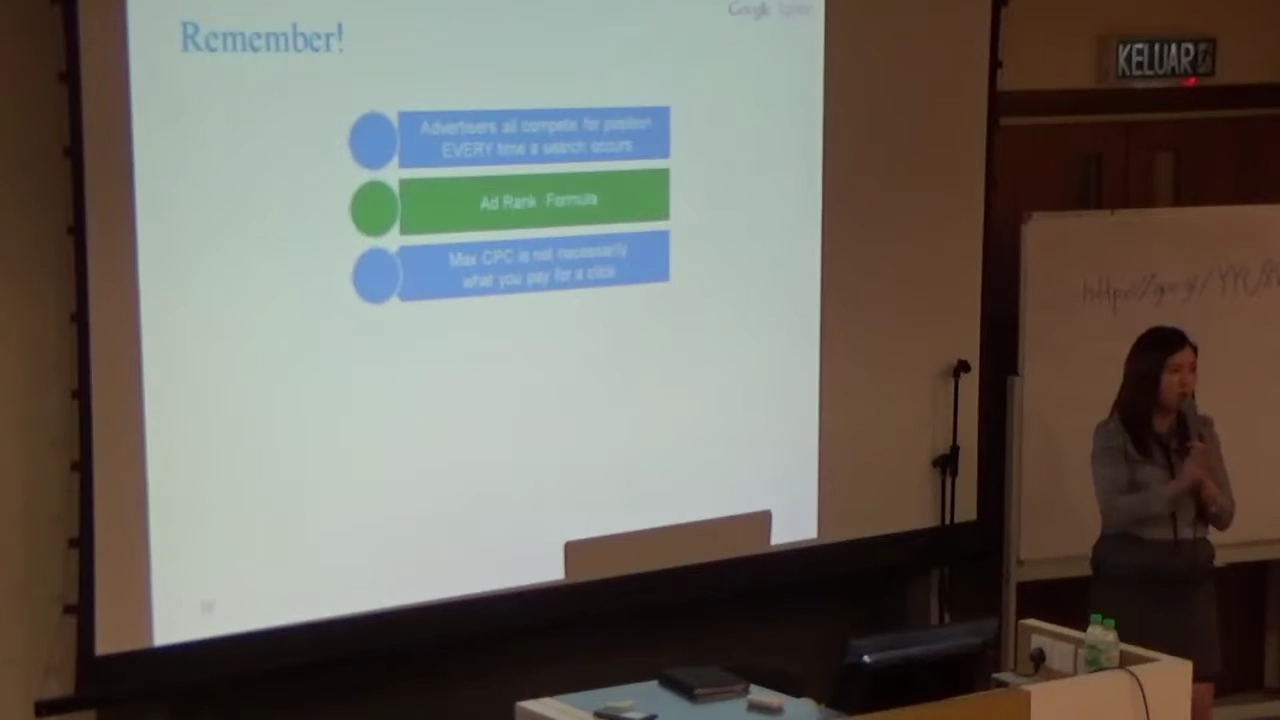 Google
Remember!
KELUAR
Advertisers all compete for position
EVERY time a search occurs
Ad Rank Formula
Max CPC is not necessarily
what you pay for a click